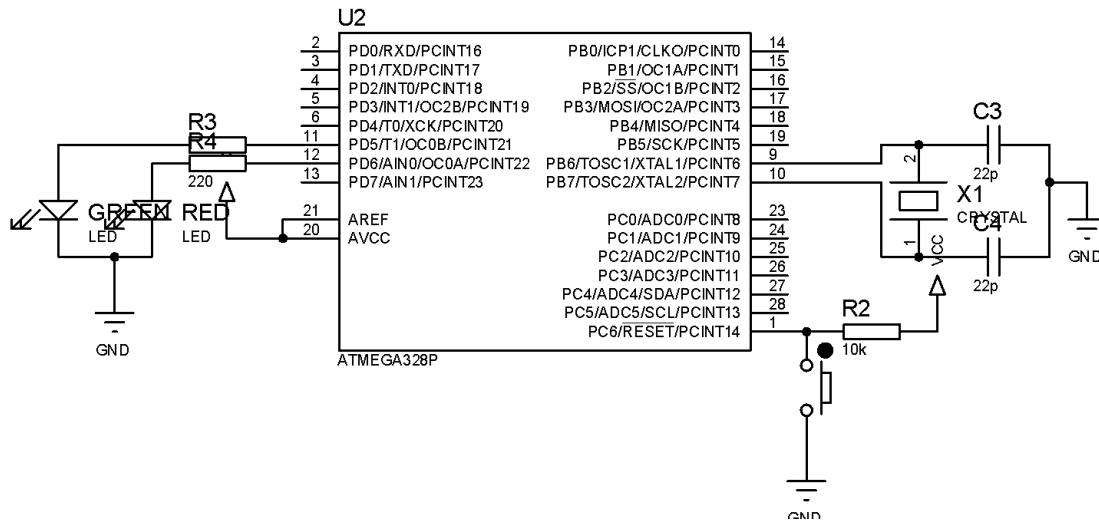 U2
2 PD0/RXD/PCINT16
3 PD1/TXD/PCINT17
4 PD2/INT0/PCINT18
5 PD3/INT1/OC2B/PCINT19
6 PD4/T0/XCK/PCINT20
11 PD5/T1/OC0B/PCINT21
12 PD6/AIN0/OC0A/PCINT22
13 PD7/AIN1/PCINT23
21 AREF
20 AVCC
PB0/ICP1/CLKO/PCINT0 14
PB1/OC1A/PCINT1 15
PB2/SS/OC1B/PCINT2 16
PB3/MOSI/OC2A/PCINT3 17
PB4/MISO/PCINT4 18
PB5/SCK/PCINT5 19
PB6/TOSC1/XTAL1/PCINT6 9
PB7/TOSC2/XTAL2/PCINT7 10
PC0/ADC0/PCINT8 23
PC1/ADC1/PCINT9 24
PC2/ADC2/PCINT10 25
PC3/ADC3/PCINT11 26
PC4/ADC4/SDA/PCINT12 27
PC5/ADC5/SCL/PCINT13 28
PC6/RESET/PCINT14 1
ATMEGA328P
R3
R4
220
GREEN
LED
RED
LED
GND
C3
22p
2
X1
CRYSTAL
1
C4
22p
GND
VCC
R2
10k
GND